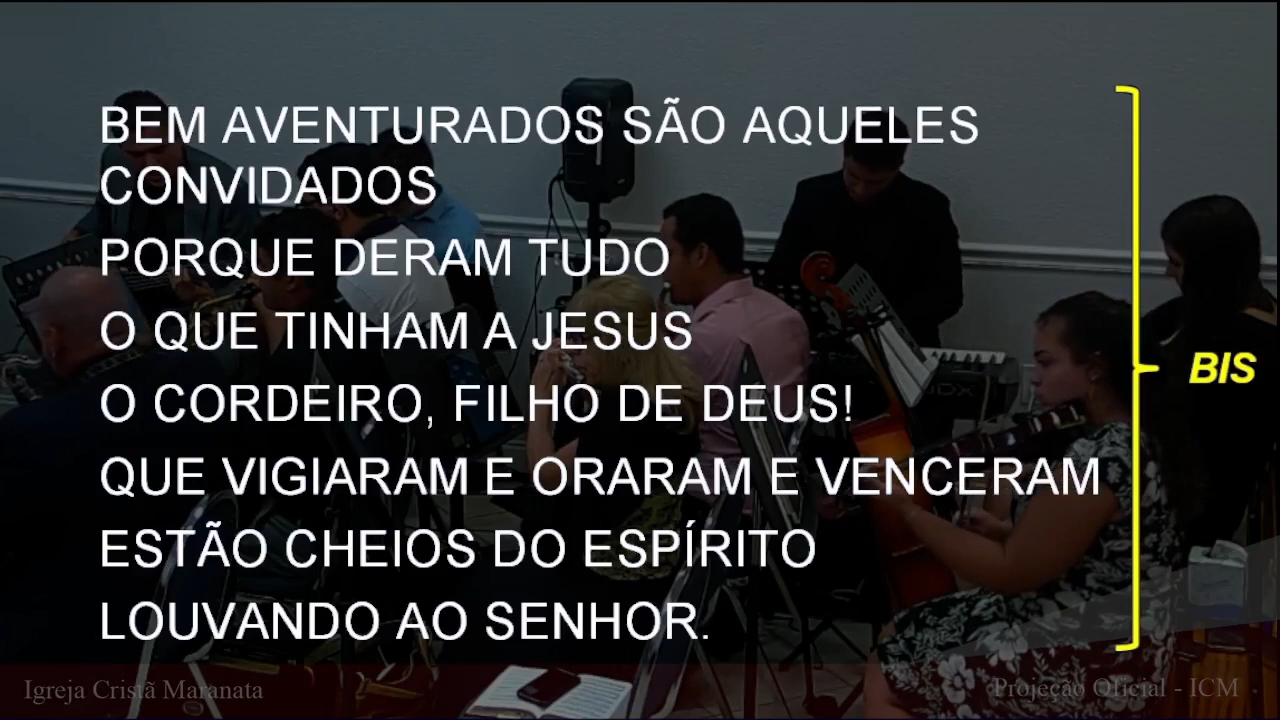 BEM AVENTURADOS SÃO AQUELES
CONVIDADOS
PORQUE DERAM TUDO
O QUE TINHAM A JESUS
O CORDEIRO, FILHO DE DEUS!
QUE VIGIARAM E ORARAM E VENCERAM
ESTÃO CHEIOS DO ESPÍRITO
LOUVANDO AO SENHOR.
BIS
Igreja Cristã Maranata
Projeção Oficial - ICM